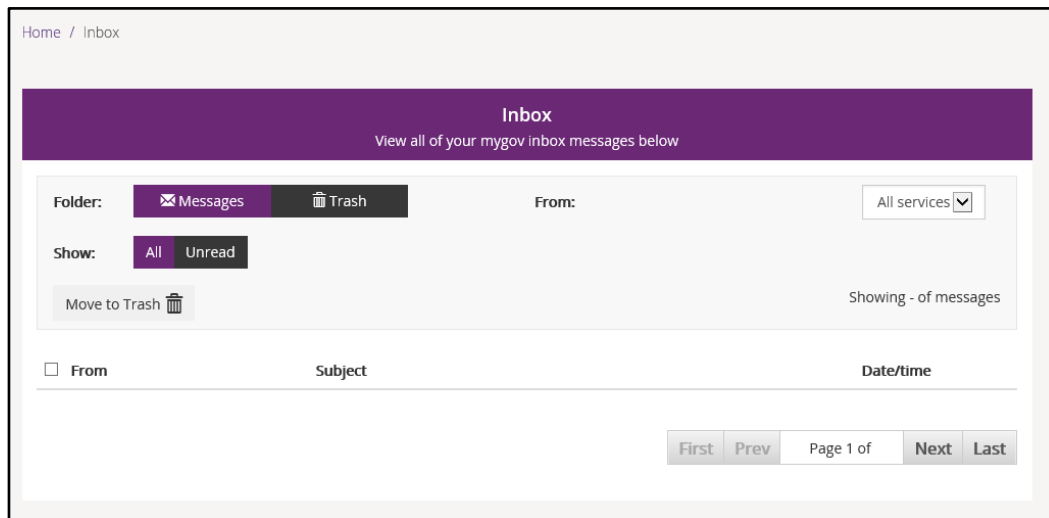 Home / Inbox
Inbox
View all of your mygov inbox messages below
Folder: Messages Trash From: All services
Show: All Unread
Move to Trash Showing - of messages
From Subject Date/time
First Prev Page 1 of Next Last